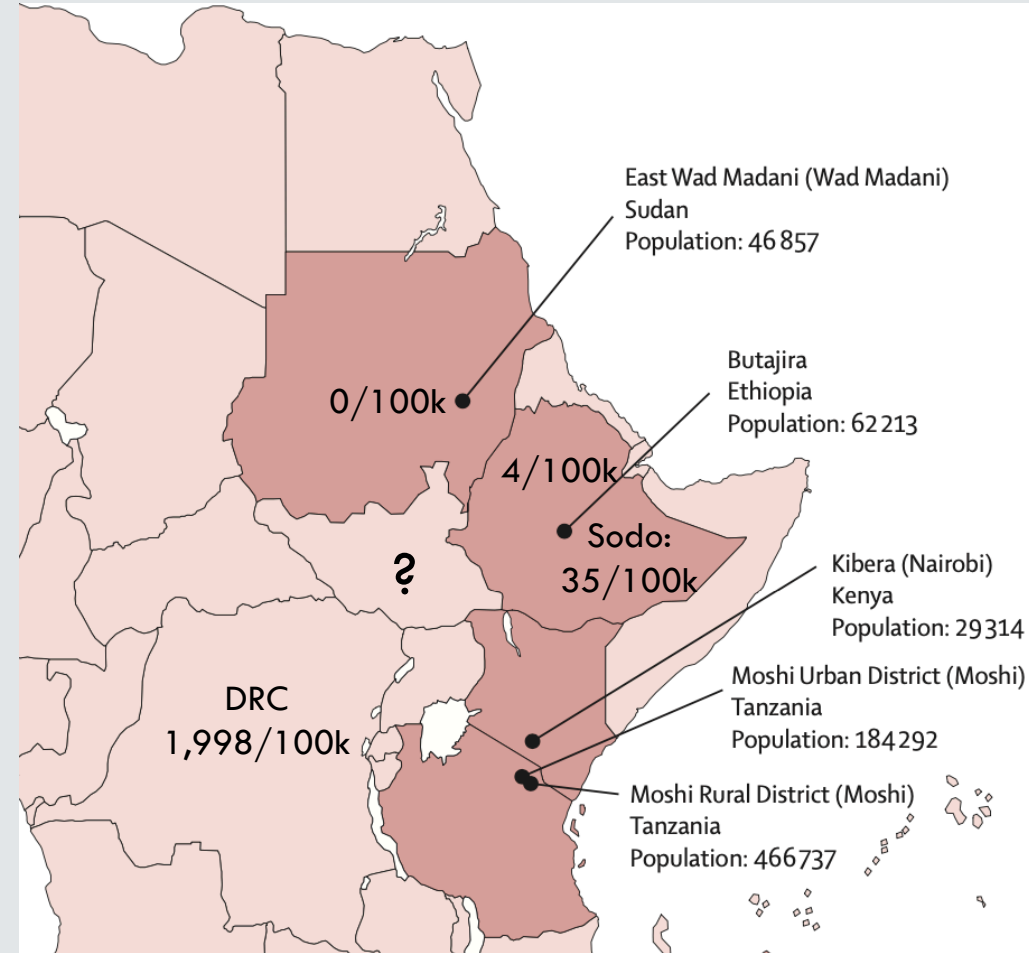 East Wad Madani (Wad Madani)
Sudan
Population: 46 857
Butajira
Ethiopia
Population: 62 213
0/100k
4/100k
Sodo:
35/100k
?
Kibera (Nairobi)
Kenya
Population: 29 314
Moshi Urban District (Moshi)
Tanzania
Population: 184 292
DRC
1,998/100k
Moshi Rural District (Moshi)
Tanzania
Population: 466 737